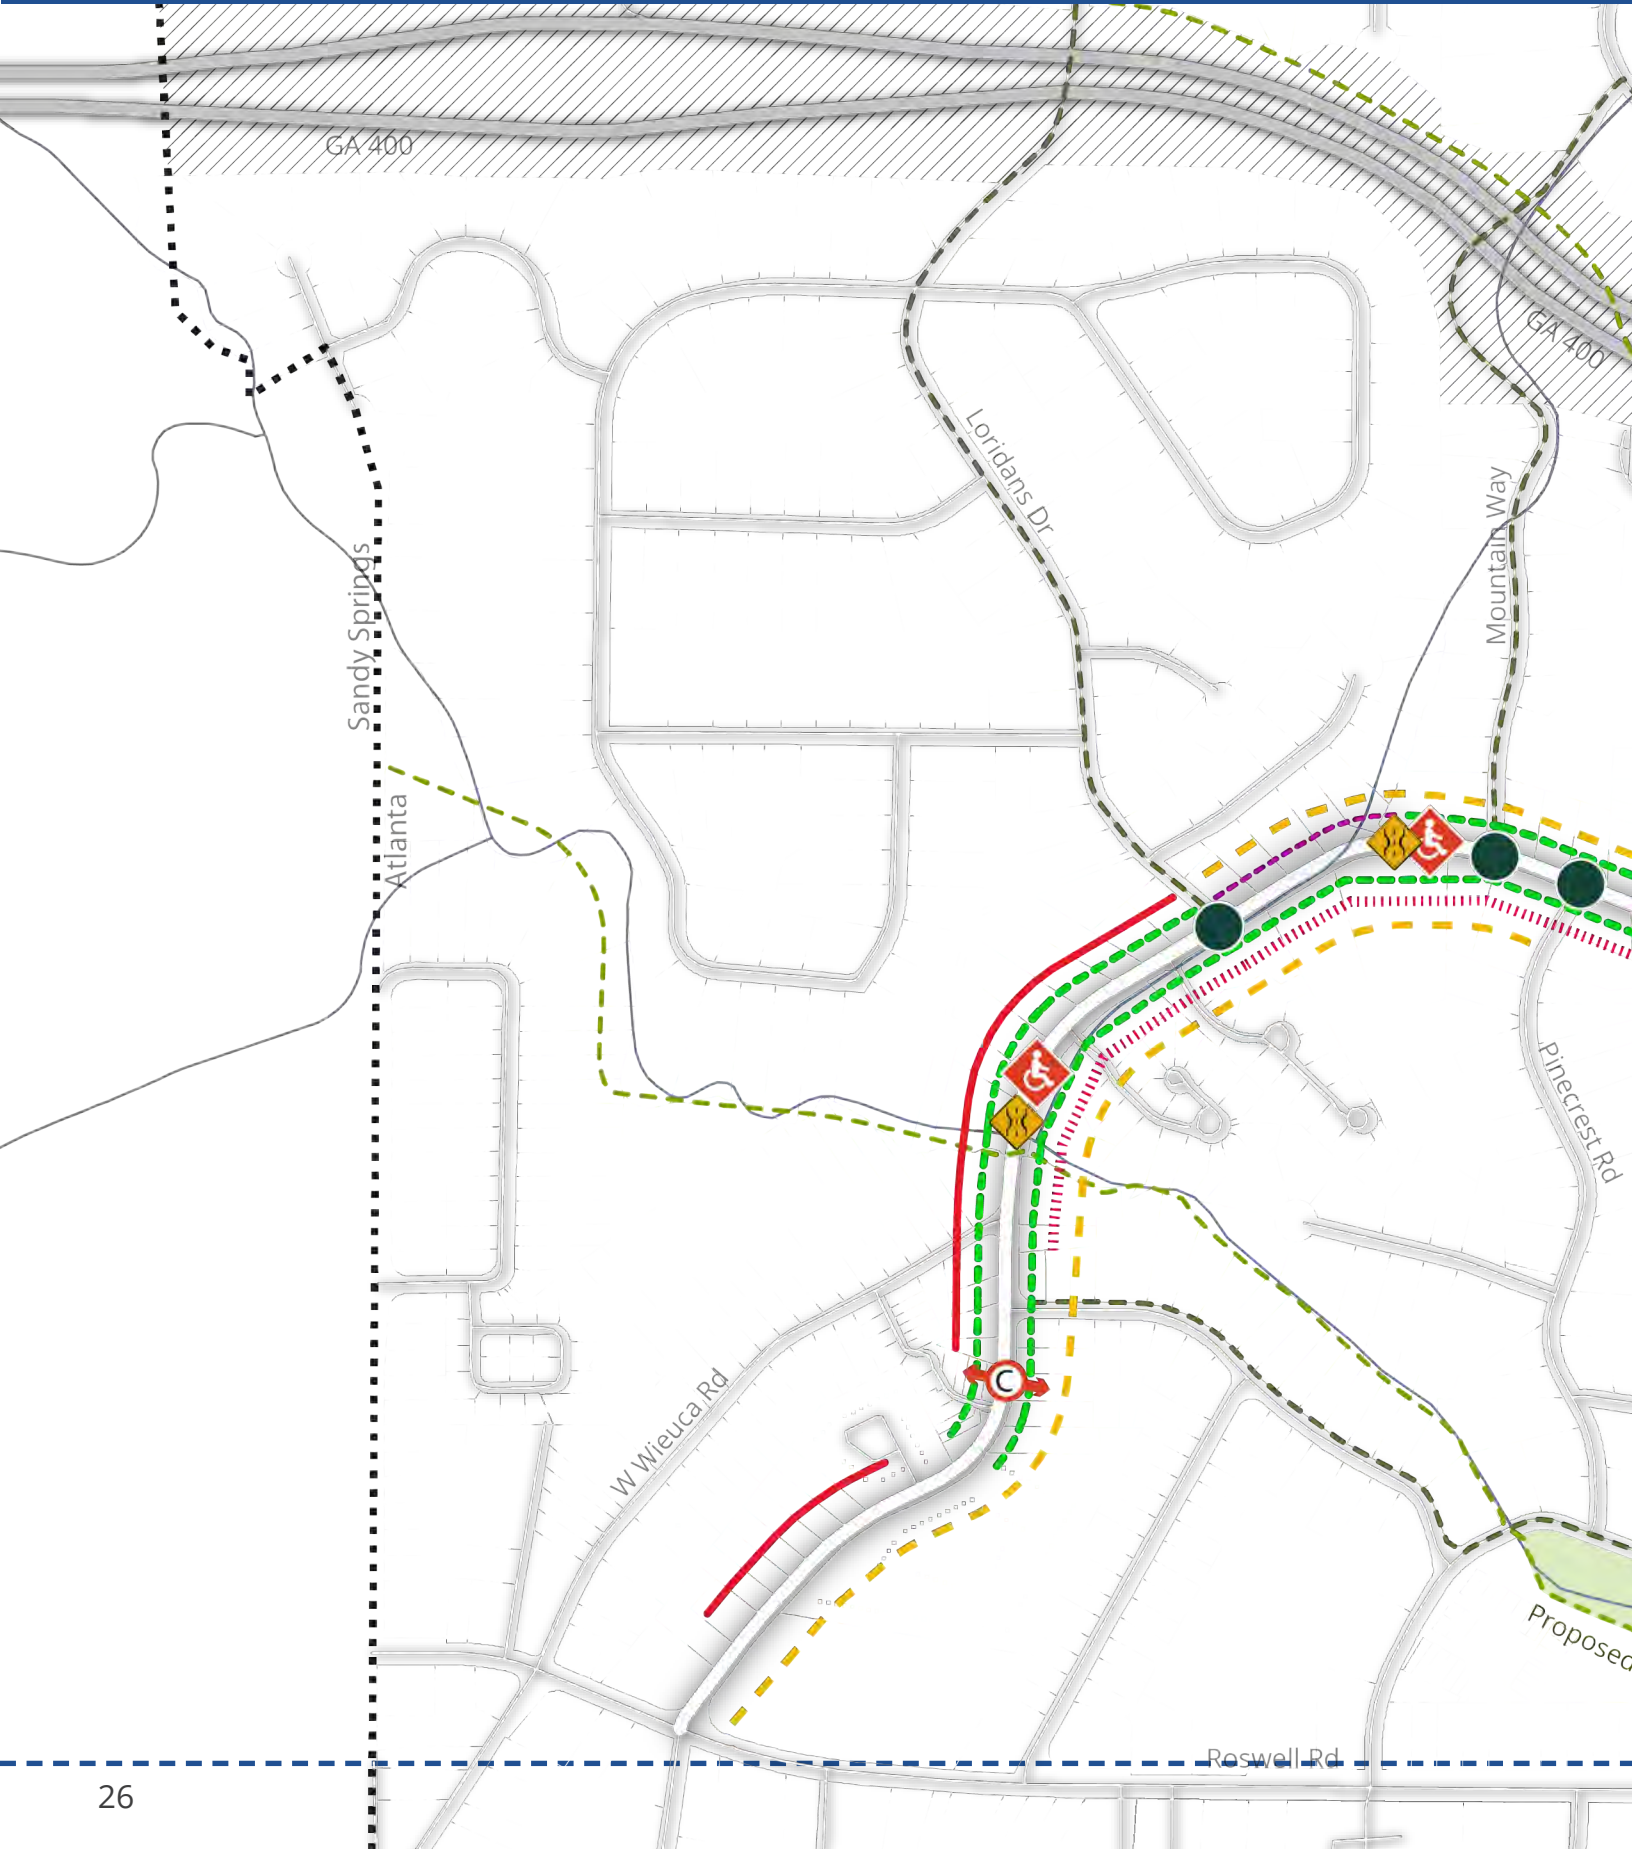 GA 400
GA 400
Loridans Dr
Mountain Way
Sandy Springs
Atlanta
Pinecrest Rd
C
W Wieuca Rd
Proposed
Roswell Rd
26